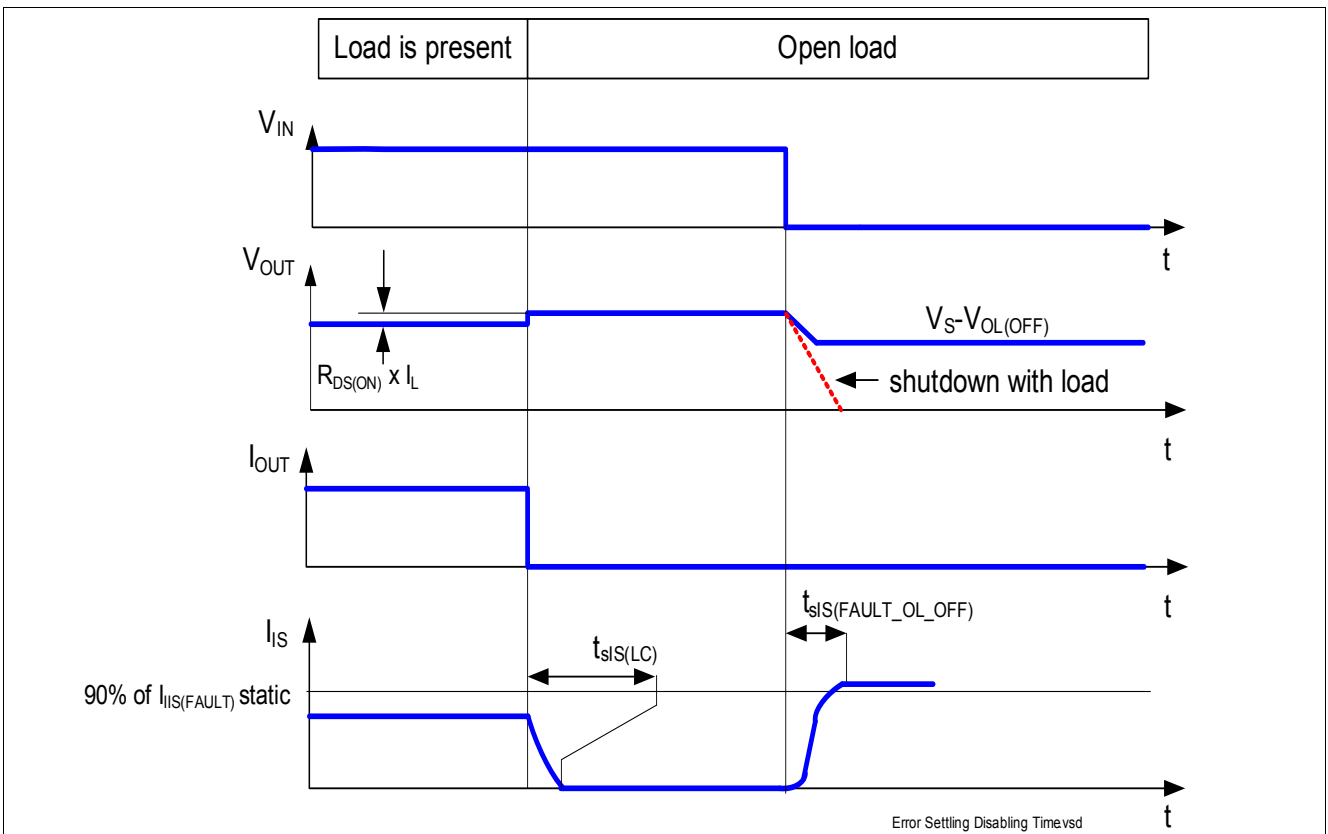 Load is present
Open load
VIN
t
VOUT
VS-VOL(OFF)
RDS(ON) x IL
shutdown with load
t
IOUT
t
tsIS(FAULT_OL_OFF)
IIS
tsIS(LC)
90% of IIIS(FAULT) static
t
Error Settling Disabling Time.vsd